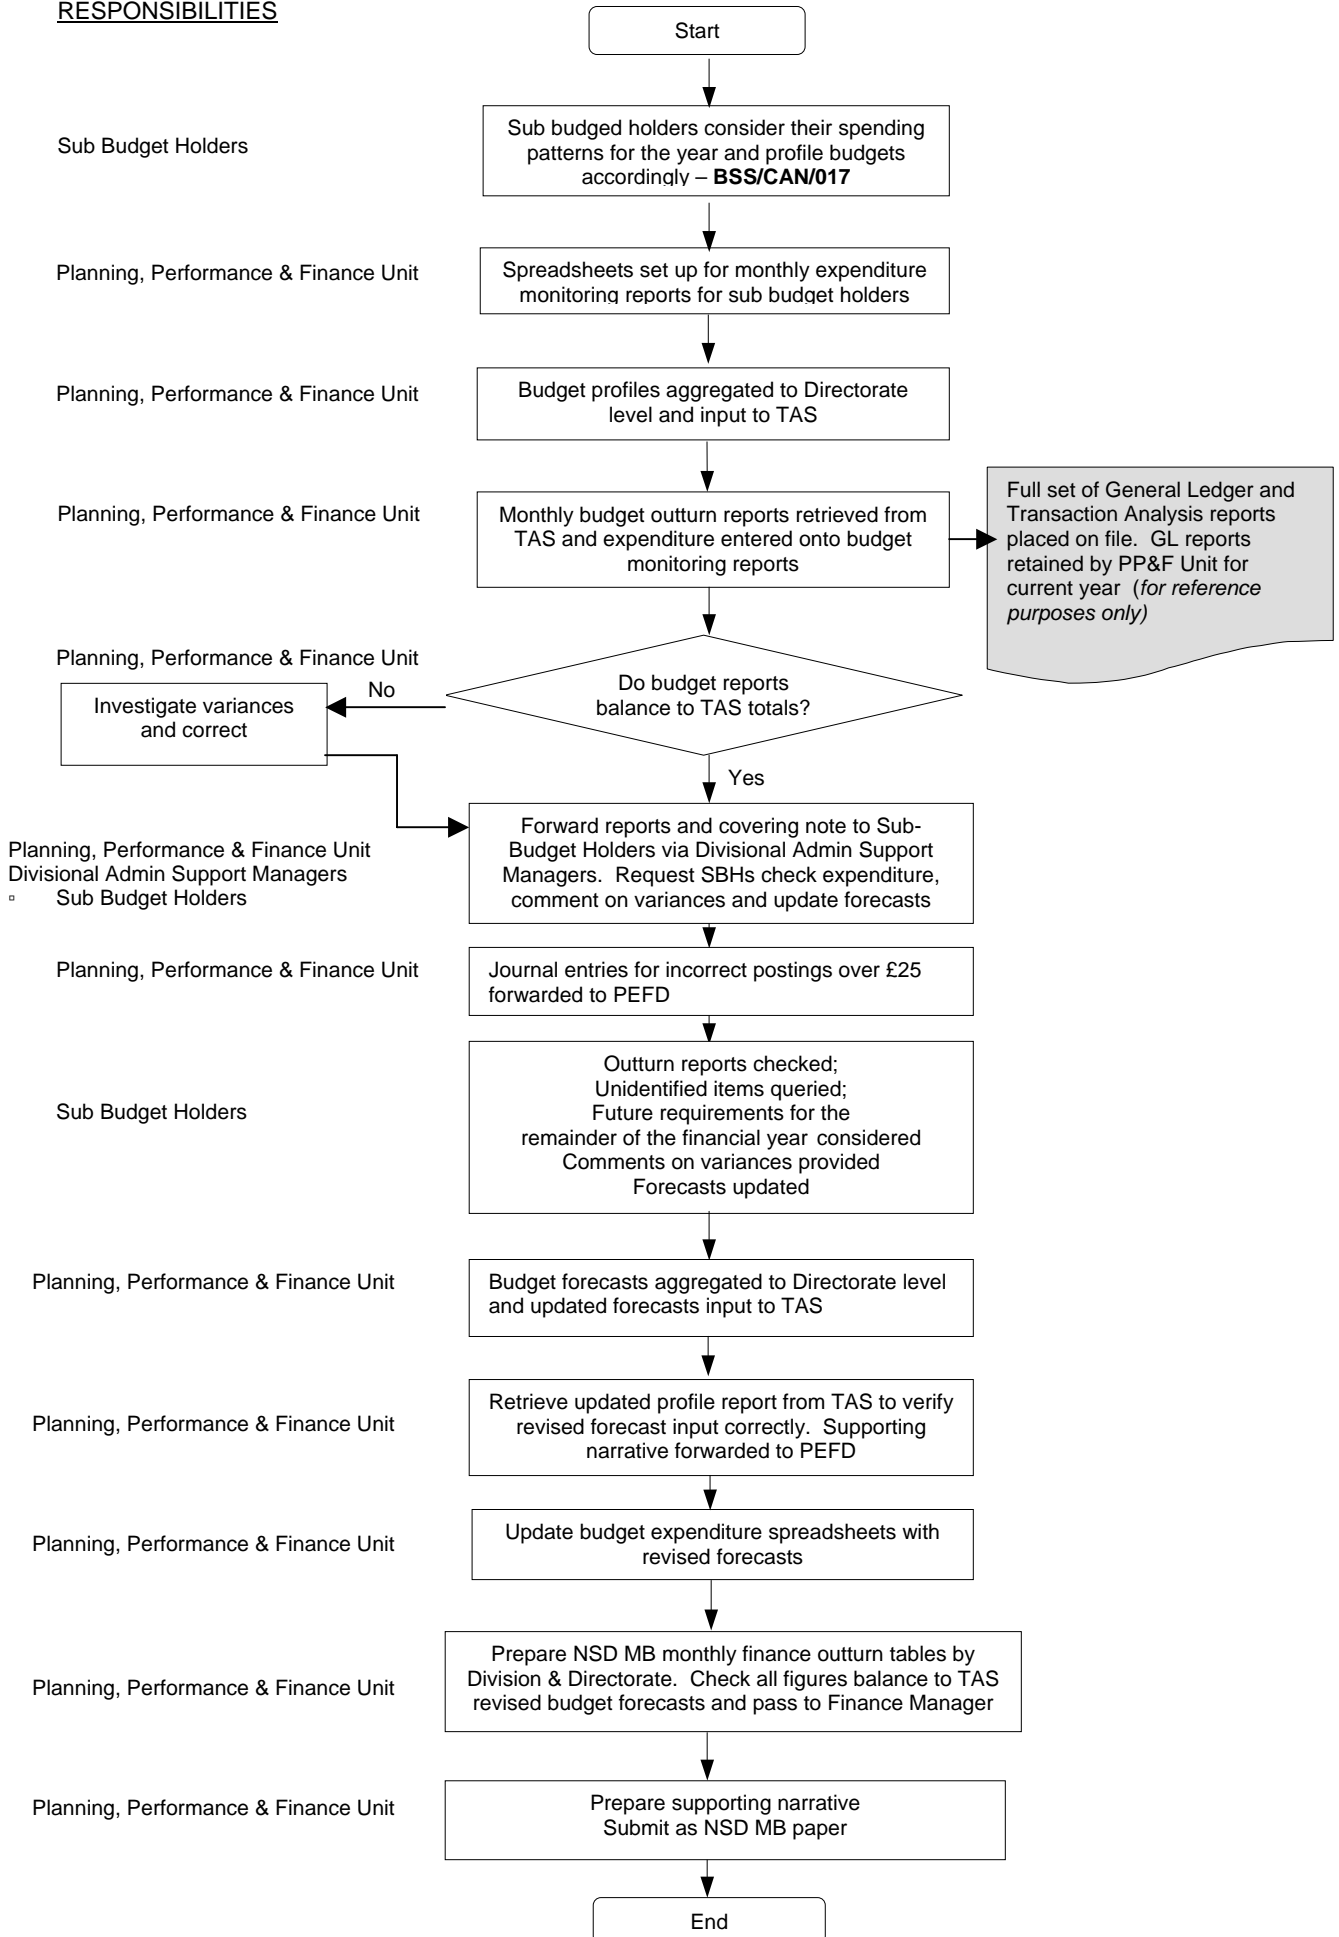 RESPONSIBILITIES
Start
Sub Budget Holders
Sub budged holders consider their spending
patterns for the year and profile budgets
accordingly – BSS/CAN/017
Planning, Performance & Finance Unit
Spreadsheets set up for monthly expenditure
monitoring reports for sub budget holders
Planning, Performance & Finance Unit
Budget profiles aggregated to Directorate
level and input to TAS
Planning, Performance & Finance Unit
Monthly budget outturn reports retrieved from
TAS and expenditure entered onto budget
monitoring reports
Full set of General Ledger and
Transaction Analysis reports
placed on file. GL reports
retained by PP&F Unit for
current year (for reference
purposes only)
Planning, Performance & Finance Unit
Do budget reports
balance to TAS totals?
No
Investigate variances
and correct
Yes
Planning, Performance & Finance Unit
Divisional Admin Support Managers
▫ Sub Budget Holders
Forward reports and covering note to Sub-
Budget Holders via Divisional Admin Support
Managers. Request SBHs check expenditure,
comment on variances and update forecasts
Planning, Performance & Finance Unit
Journal entries for incorrect postings over £25
forwarded to PEFD
Sub Budget Holders
Outturn reports checked;
Unidentified items queried;
Future requirements for the
remainder of the financial year considered
Comments on variances provided
Forecasts updated
Planning, Performance & Finance Unit
Budget forecasts aggregated to Directorate level
and updated forecasts input to TAS
Planning, Performance & Finance Unit
Retrieve updated profile report from TAS to verify
revised forecast input correctly. Supporting
narrative forwarded to PEFD
Planning, Performance & Finance Unit
Update budget expenditure spreadsheets with
revised forecasts
Planning, Performance & Finance Unit
Prepare NSD MB monthly finance outturn tables by
Division & Directorate. Check all figures balance to TAS
revised budget forecasts and pass to Finance Manager
Planning, Performance & Finance Unit
Prepare supporting narrative
Submit as NSD MB paper
End